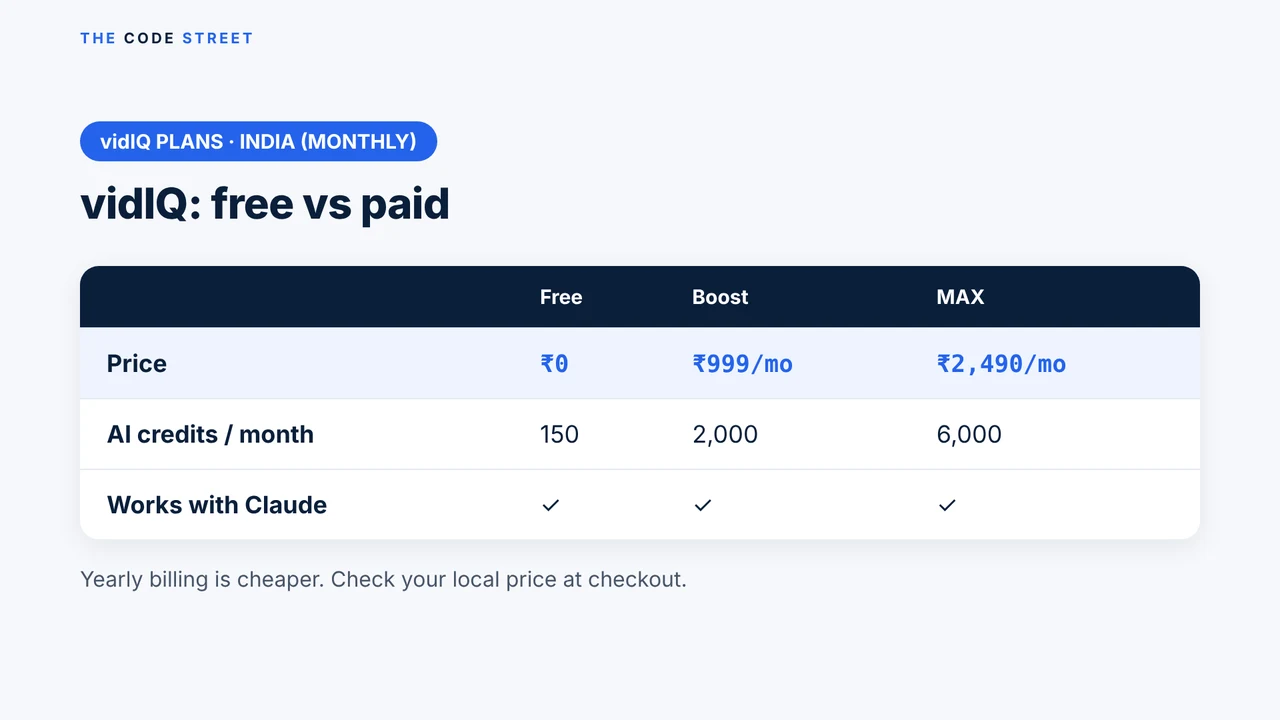 THE CODE STREET
vidIQ PLANS · INDIA (MONTHLY)
vidIQ: free vs paid
Free Boost MAX
Price ₹0 ₹999/mo ₹2,490/mo
AI credits / month 150 2,000 6,000
Works with Claude ✓ ✓ ✓
Yearly billing is cheaper. Check your local price at checkout.